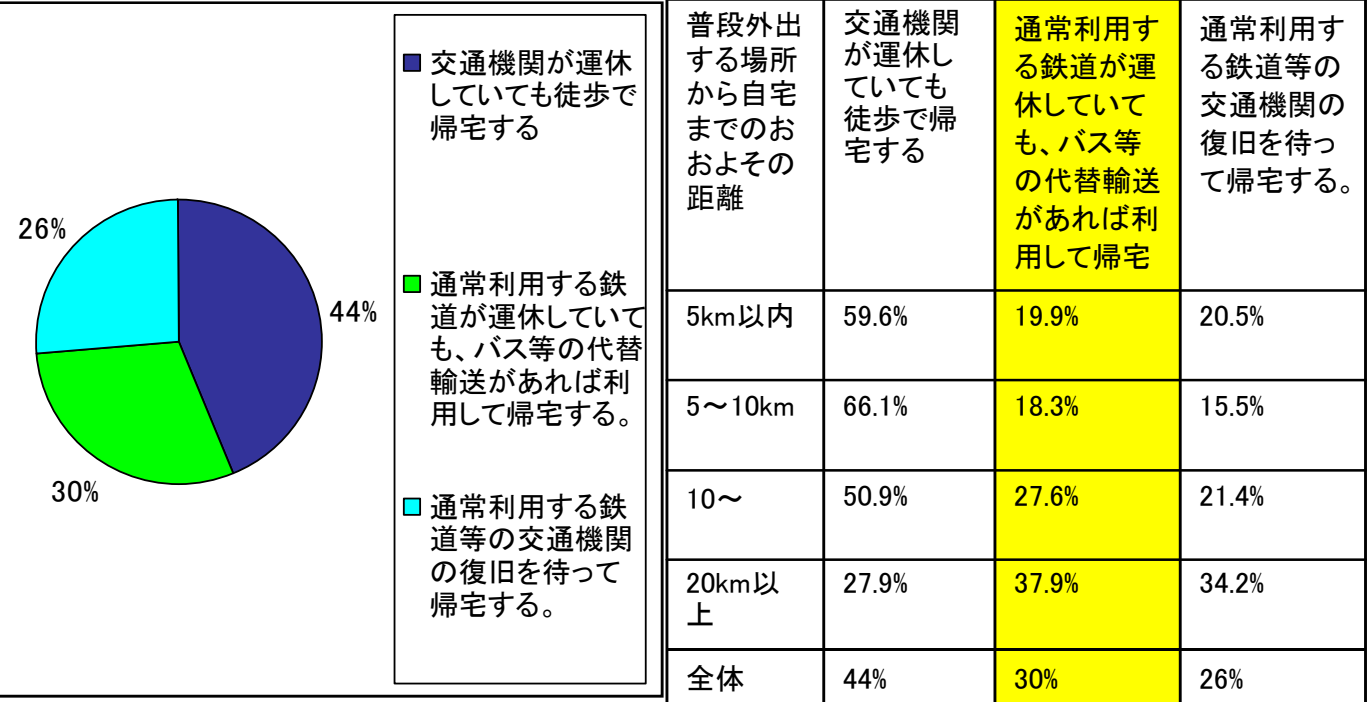 26%
44%
30%
交通機関が運休
していても徒歩で
帰宅する
通常利用する鉄
道が運休していて
も、バス等の代替
輸送があれば利
用して帰宅する。
通常利用する鉄
道等の交通機関
の復旧を待って
帰宅する。
普段外出
する場所
から自宅
までのお
およその
距離
交通機関
が運休し
ていても
徒歩で帰
宅する
通常利用す
る鉄道が運
休していて
も、バス等
の代替輸送
があれば利
用して帰宅
通常利用す
る鉄道等の
交通機関の
復旧を待っ
て帰宅する。
5km以内
59.6%
19.9%
20.5%
5～10km
66.1%
18.3%
15.5%
10～
50.9%
27.6%
21.4%
20km以
上
27.9%
37.9%
34.2%
全体
44%
30%
26%